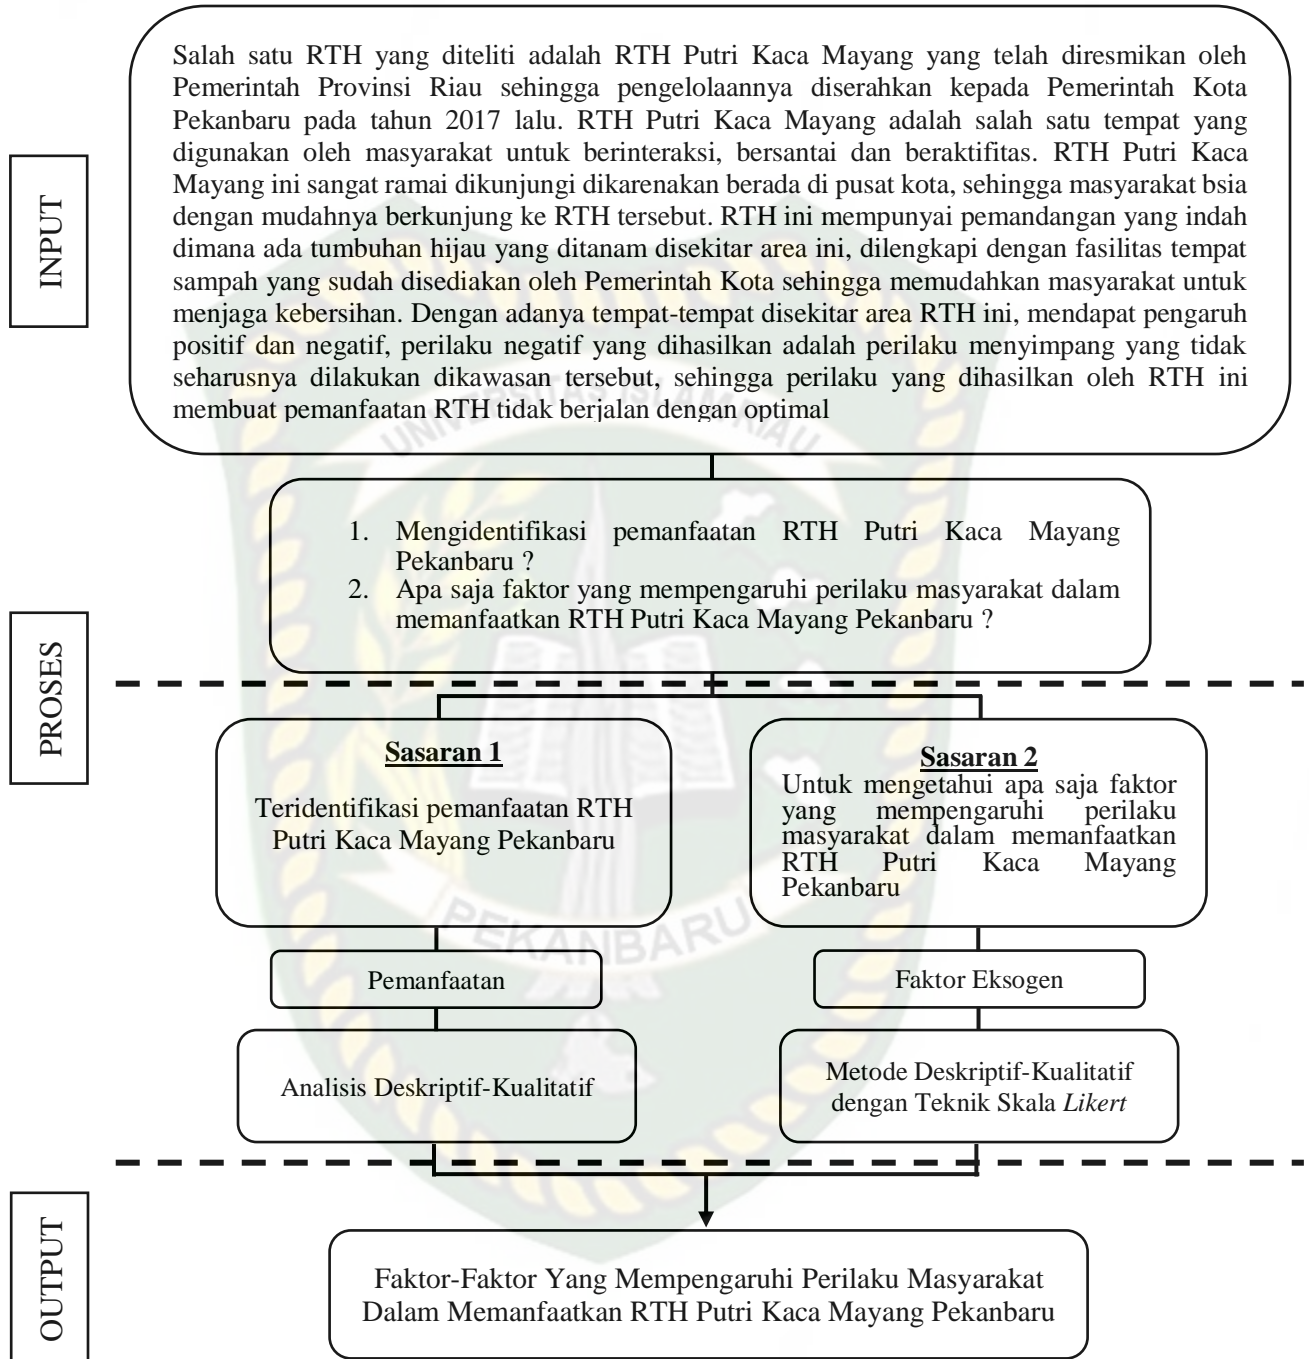 INPUT
Salah satu RTH yang diteliti adalah RTH Putri Kaca Mayang yang telah diresmikan oleh
Pemerintah Provinsi Riau sehingga pengelolaannya diserahkan kepada Pemerintah Kota
Pekanbaru pada tahun 2017 lalu. RTH Putri Kaca Mayang adalah salah satu tempat yang
digunakan oleh masyarakat untuk berinteraksi, bersantai dan beraktifitas. RTH Putri Kaca
Mayang ini sangat ramai dikunjungi dikarenakan berada di pusat kota, sehingga masyarakat bsia
dengan mudahnya berkunjung ke RTH tersebut. RTH ini mempunyai pemandangan yang indah
dimana ada tumbuhan hijau yang ditanam disekitar area ini, dilengkapi dengan fasilitas tempat
sampah yang sudah disediakan oleh Pemerintah Kota sehingga memudahkan masyarakat untuk
menjaga kebersihan. Dengan adanya tempat-tempat disekitar area RTH ini, mendapat pengaruh
positif dan negatif, perilaku negatif yang dihasilkan adalah perilaku menyimpang yang tidak
seharusnya dilakukan dikawasan tersebut, sehingga perilaku yang dihasilkan oleh RTH ini
membuat pemanfaatan RTH tidak berjalan dengan optimal
UNIVERSITAS ISLAM RIAU
1. Mengidentifikasi pemanfaatan RTH Putri Kaca Mayang
Pekanbaru ?
2. Apa saja faktor yang mempengaruhi perilaku masyarakat dalam
memanfaatkan RTH Putri Kaca Mayang Pekanbaru ?
PROSES
Sasaran 1
Teridentifikasi pemanfaatan RTH
Putri Kaca Mayang Pekanbaru
Sasaran 2
Untuk mengetahui apa saja faktor
yang mempengaruhi perilaku
masyarakat dalam memanfaatkan
RTH Putri Kaca Mayang
Pekanbaru
PEKANBARU
Pemanfaatan
Faktor Eksogen
Analisis Deskriptif-Kualitatif
Metode Deskriptif-Kualitatif
dengan Teknik Skala Likert
OUTPUT
Faktor-Faktor Yang Mempengaruhi Perilaku Masyarakat
Dalam Memanfaatkan RTH Putri Kaca Mayang Pekanbaru